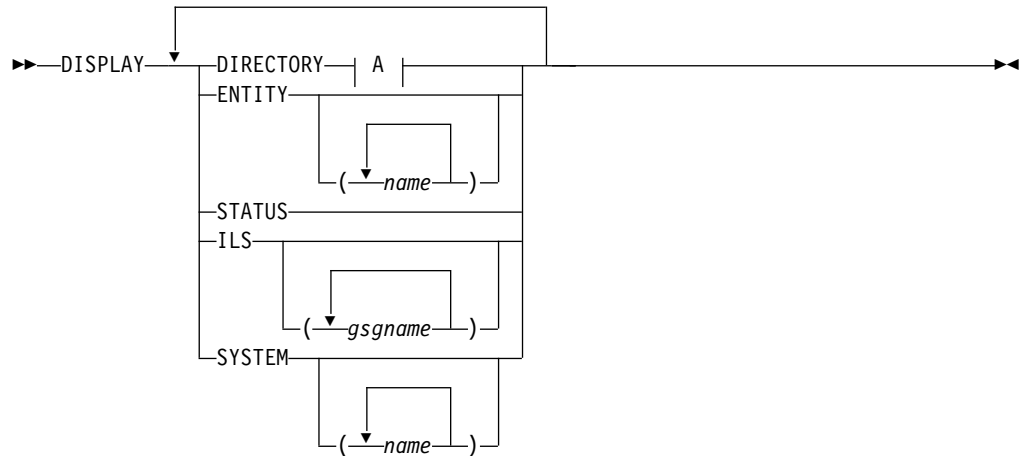 DISPLAY DIRECTORY A
ENTITY
( name )
STATUS
ILS
( gsgname )
SYSTEM
( name )